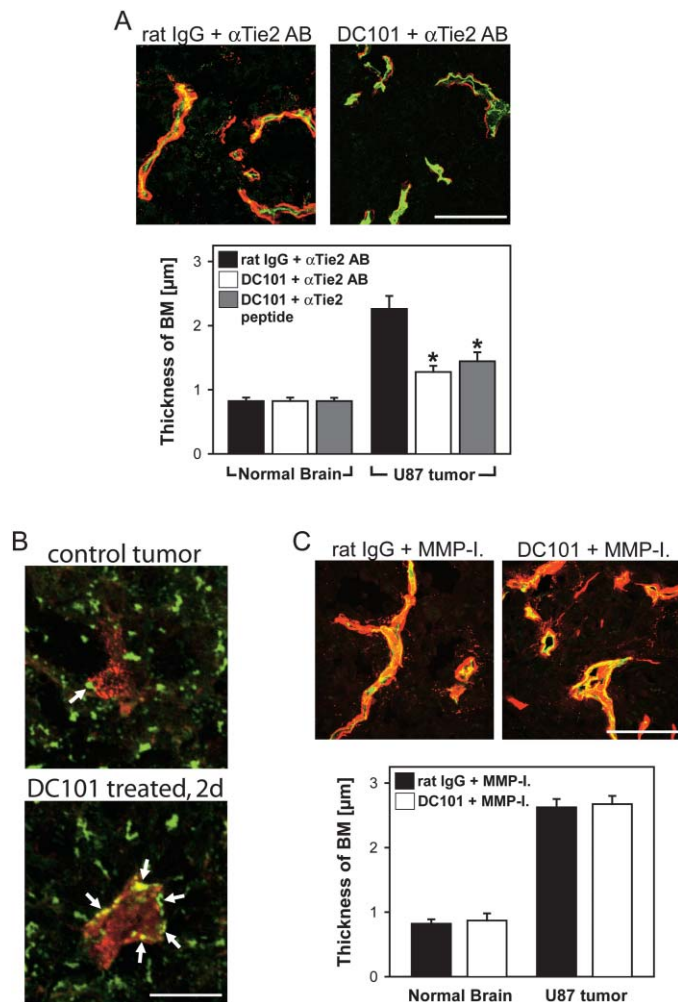 A
rat IgG + αTie2 AB
DC101 + αTie2 AB
3
2
1
0
Thickness of BM [µm]
rat IgG + αTie2 AB
DC101 + αTie2 AB
DC101 + αTie2
peptide
*
*
Normal Brain
U87 tumor
B
control tumor
DC101 treated, 2d
C
rat IgG + MMP-I.
DC101 + MMP-I.
3
2
1
0
Thickness of BM [µm]
rat IgG + MMP-I.
DC101 + MMP-I.
Normal Brain
U87 tumor